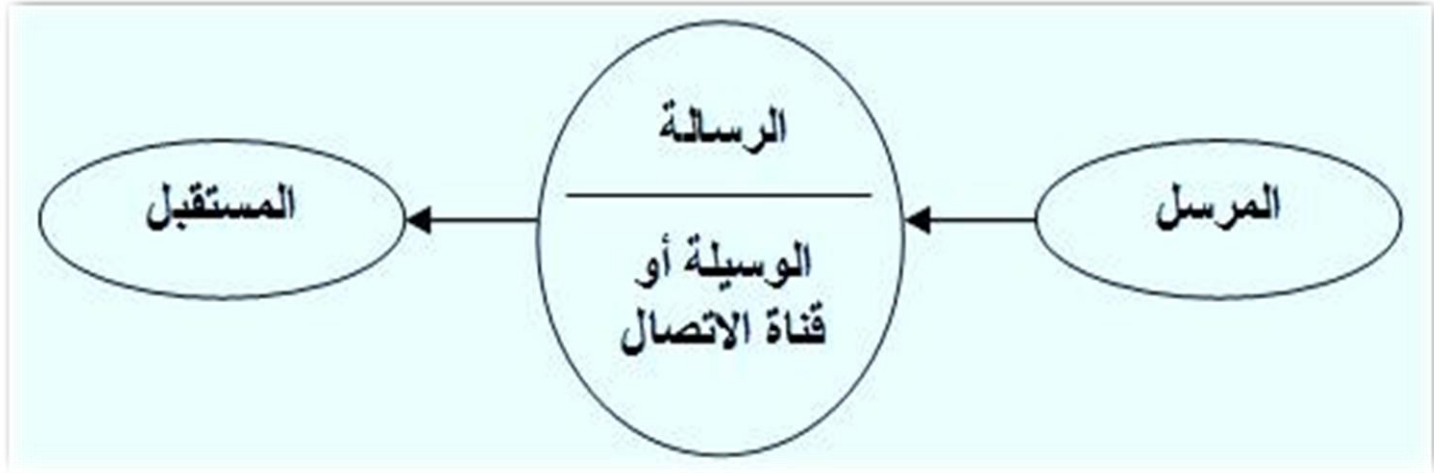 المرسل
الرسالة
الوسيلة أو
قناة الاتصال
المستقبل